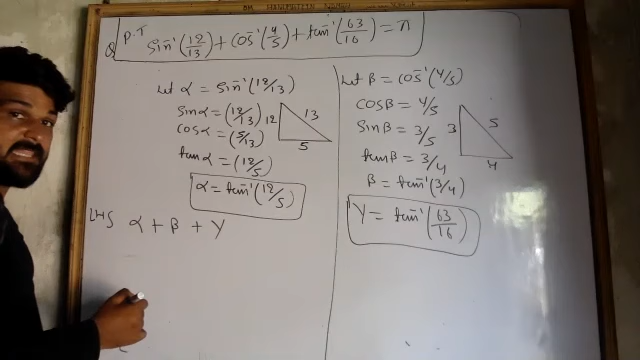 Q P.T sin⁻¹(12/13) + cos⁻¹(4/5) + tan⁻¹(63/16) = π
Let α = sin⁻¹(12/13)
sinα = (12/13)
cosα = (5/13)
12 13 5
tanα = (12/5)
α = tan⁻¹(12/5)
LHS α + β + γ
Let β = cos⁻¹(4/5)
cosβ = 4/5
sinβ = 3/5
3 5 4
tanβ = 3/4
β = tan⁻¹(3/4)
γ = tan⁻¹(63/16)